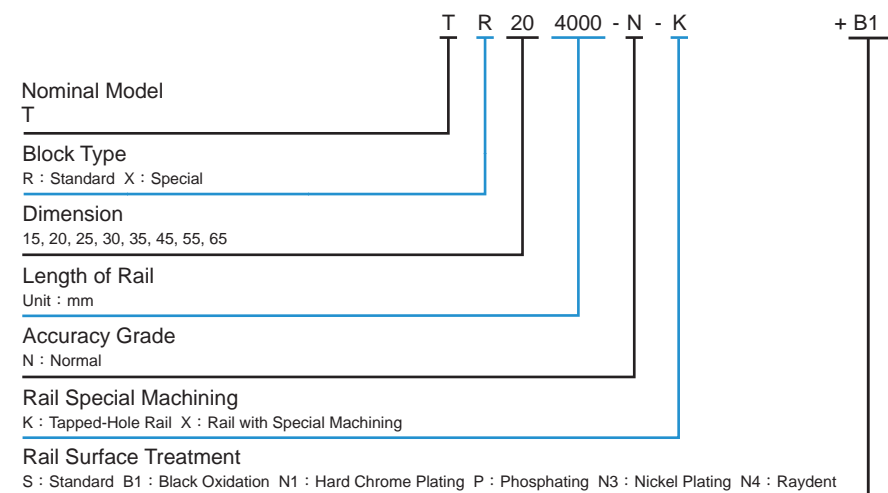 T R 20 4000 - N - K + B1
Nominal Model
T
Block Type
R：Standard X：Special
Dimension
15, 20, 25, 30, 35, 45, 55, 65
Length of Rail
Unit：mm
Accuracy Grade
N：Normal
Rail Special Machining
K：Tapped-Hole Rail X：Rail with Special Machining
Rail Surface Treatment
S：Standard B1：Black Oxidation N1：Hard Chrome Plating P：Phosphating N3：Nickel Plating N4：Raydent